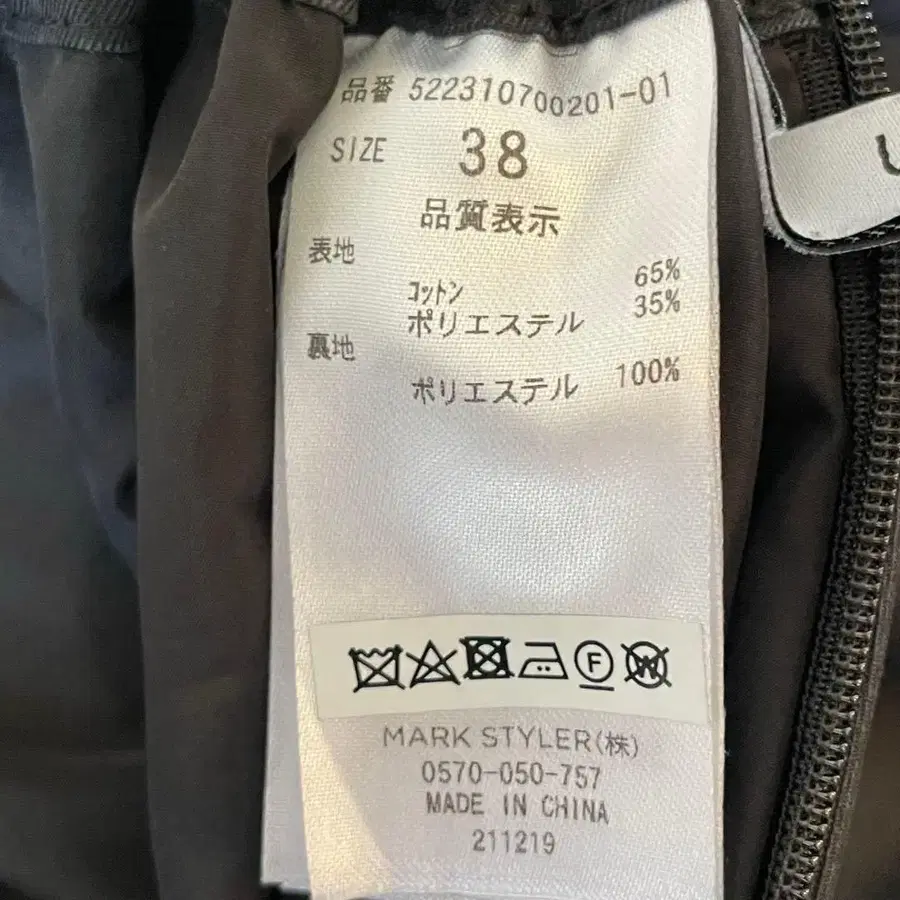 品番 522310700201-01
SIZE 38
品質表示
表地
コットン 65%
ポリエステル 35%
裏地
ポリエステル 100%
F
W
MARK STYLER(株)
0570-050-757
MADE IN CHINA
211219